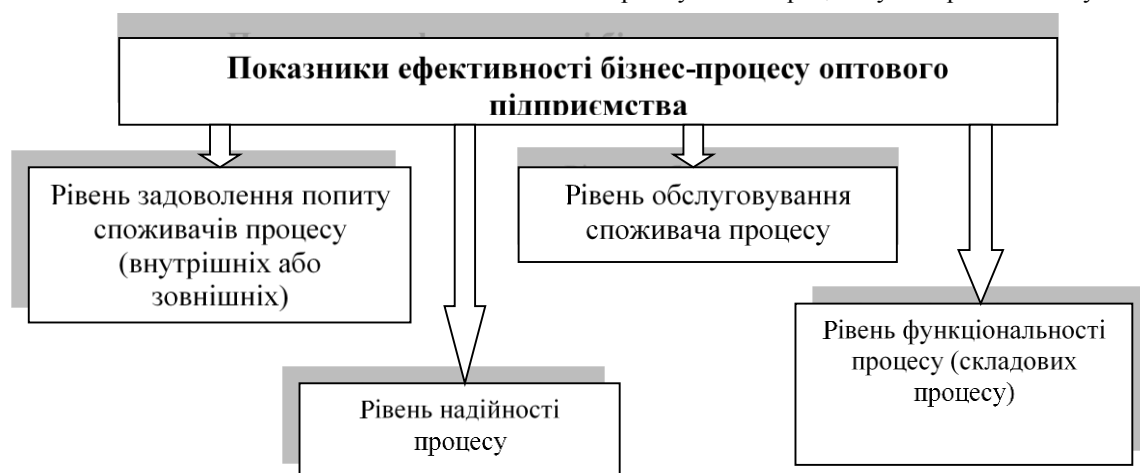 Показники ефективності бізнес-процесу оптового
підприємства
Рівень задоволення попиту
споживачів процесу
(внутрішніх або
зовнішніх)
Рівень обслуговування
споживача процесу
Рівень надійності
процесу
Рівень функціональності
процесу (складових
процесу)